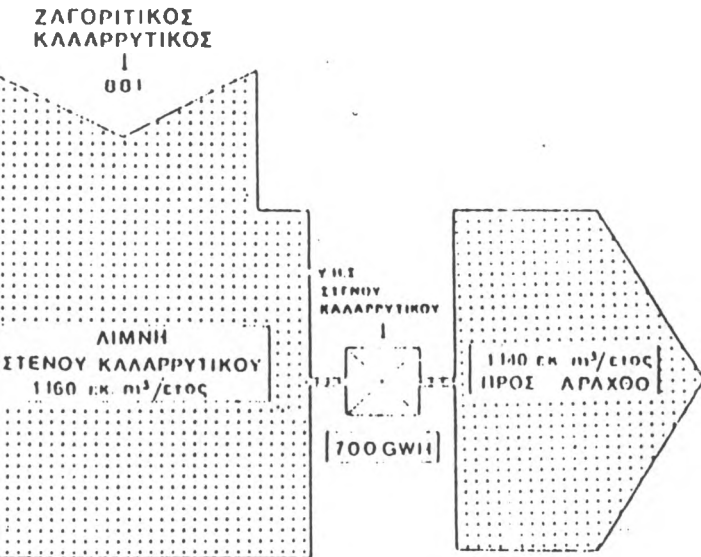 ΖΑΓΟΡΙΤΙΚΟΣ
ΚΑΛΑΡΡΥΤΙΚΟΣ
Υ.Η.Σ
ΣΤΕΝΟΥ
ΚΑΛΑΡΡΥΤΙΚΟΥ
ΛΙΜΝΗ
ΣΤΕΝΟΥ ΚΑΛΑΡΡΥΤΙΚΟΥ
1160 εκ. m³/ετος
1140 εκ m³/ετος
ΠΡΟΣ ΑΡΑΧΘΟ
700 GWH